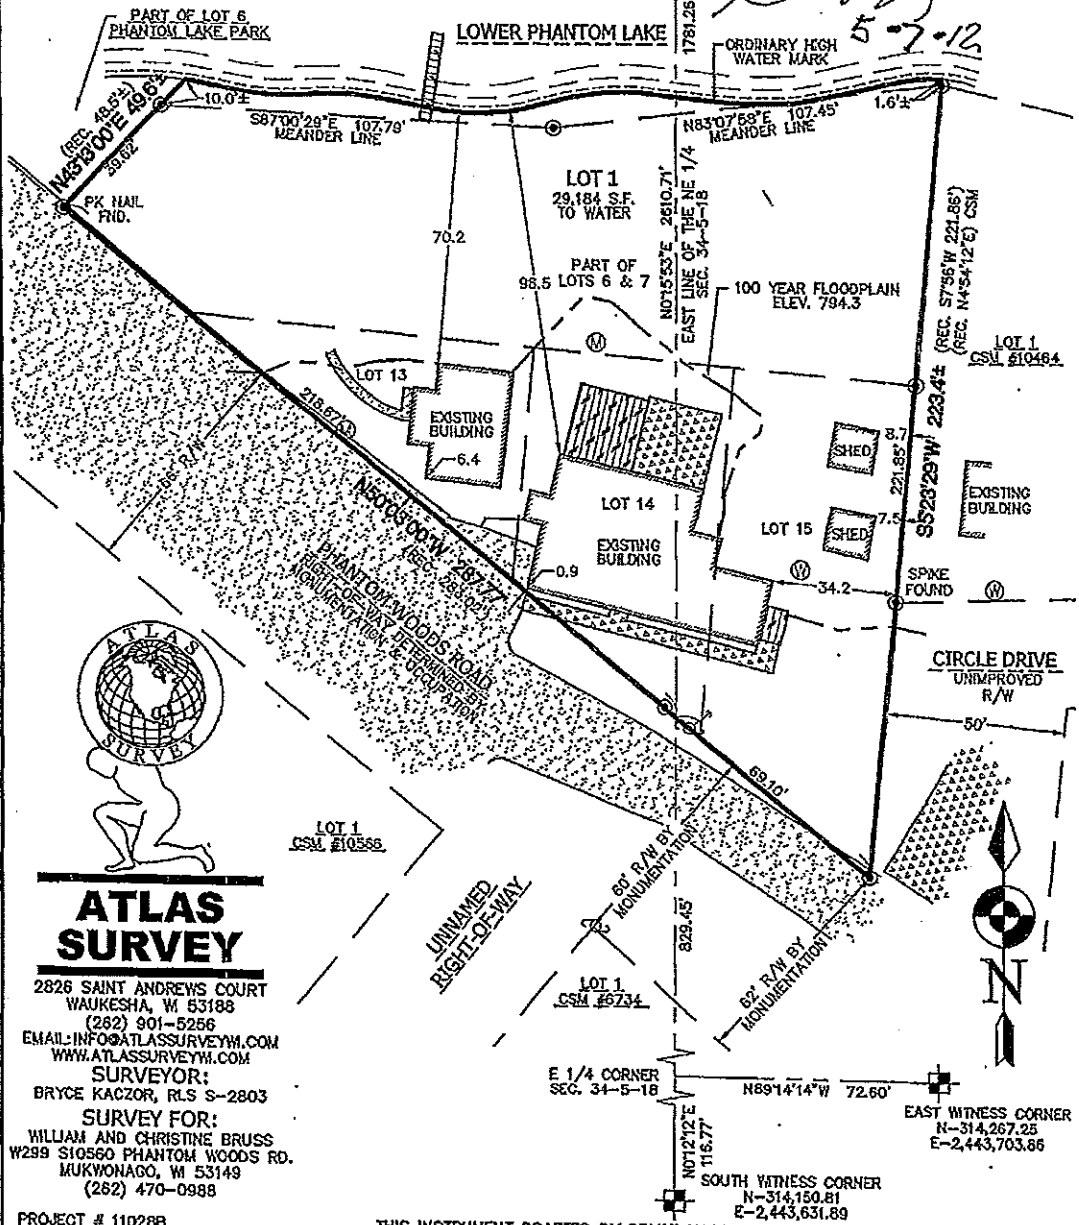 PART OF LOT 6
PHANTOM LAKE PARK
LOWER PHANTOM LAKE
1781.26
5-7-12
ORDINARY HIGH
WATER MARK
(REC. 48.5'±)
N43°13'00"E 49.6'±
39.62'
10.0'±
S87°00'29"E 107.79'
MEANDER LINE
N83°07'58"E 107.45'
MEANDER LINE
1.6'±
PK NAIL
FND.
LOT 1
29,184 S.F.
TO WATER
70.2
98.5
PART OF
LOTS 6 & 7
N0°15'53"E 2610.71'
EAST LINE OF THE NE 1/4
SEC. 34-5-18
100 YEAR FLOODPLAIN
ELEV. 794.3
(REC. S7°56'W 221.86')
(REC. N4°54'12"E) CSM
LOT 1
CSM #10464
LOT 13
218.67'
M
M
66' R/W
EXISTING
BUILDING
6.4
SHED
8.7
221.85'
S5°23'29"W 223.4'±
EXISTING
BUILDING
LOT 14
EXISTING
BUILDING
LOT 15
SHED
7.5
N50°03'00"W 287.77'
(REC. 283.02')
PHANTOM WOODS ROAD
RIGHT-OF-WAY DETERMINED BY
MONUMENTATION & OCCUPATION
0.9
W
34.2
SPIKE
FOUND
W
CIRCLE DRIVE
UNIMPROVED
R/W
50'
69.10'
ATLAS
SURVEY
LOT 1
CSM #10588
UNNAMED
RIGHT-OF-WAY
60' R/W BY
MONUMENTATION
829.45'
62' R/W BY
MONUMENTATION
LOT 1
CSM #6734
N
ATLAS
SURVEY
2826 SAINT ANDREWS COURT
WAUKESHA, WI 53188
(262) 901-5256
EMAIL:INFO@ATLASSURVEYWI.COM
WWW.ATLASSURVEYWI.COM
SURVEYOR:
BRYCE KACZOR, RLS S-2803
SURVEY FOR:
WILLIAM AND CHRISTINE BRUSS
W299 S10560 PHANTOM WOODS RD.
MUKWONAGO, WI 53149
(262) 470-0988
E 1/4 CORNER
SEC. 34-5-18
N89°14'14"W 72.60'
EAST WITNESS CORNER
N-314,267.25
E-2,443,703.86
N0°12'12"E
116.77'
SOUTH WITNESS CORNER
N-314,150.81
E-2,443,631.89
PROJECT # 11028B
THIS INSTRUMENT DRAFTED BY